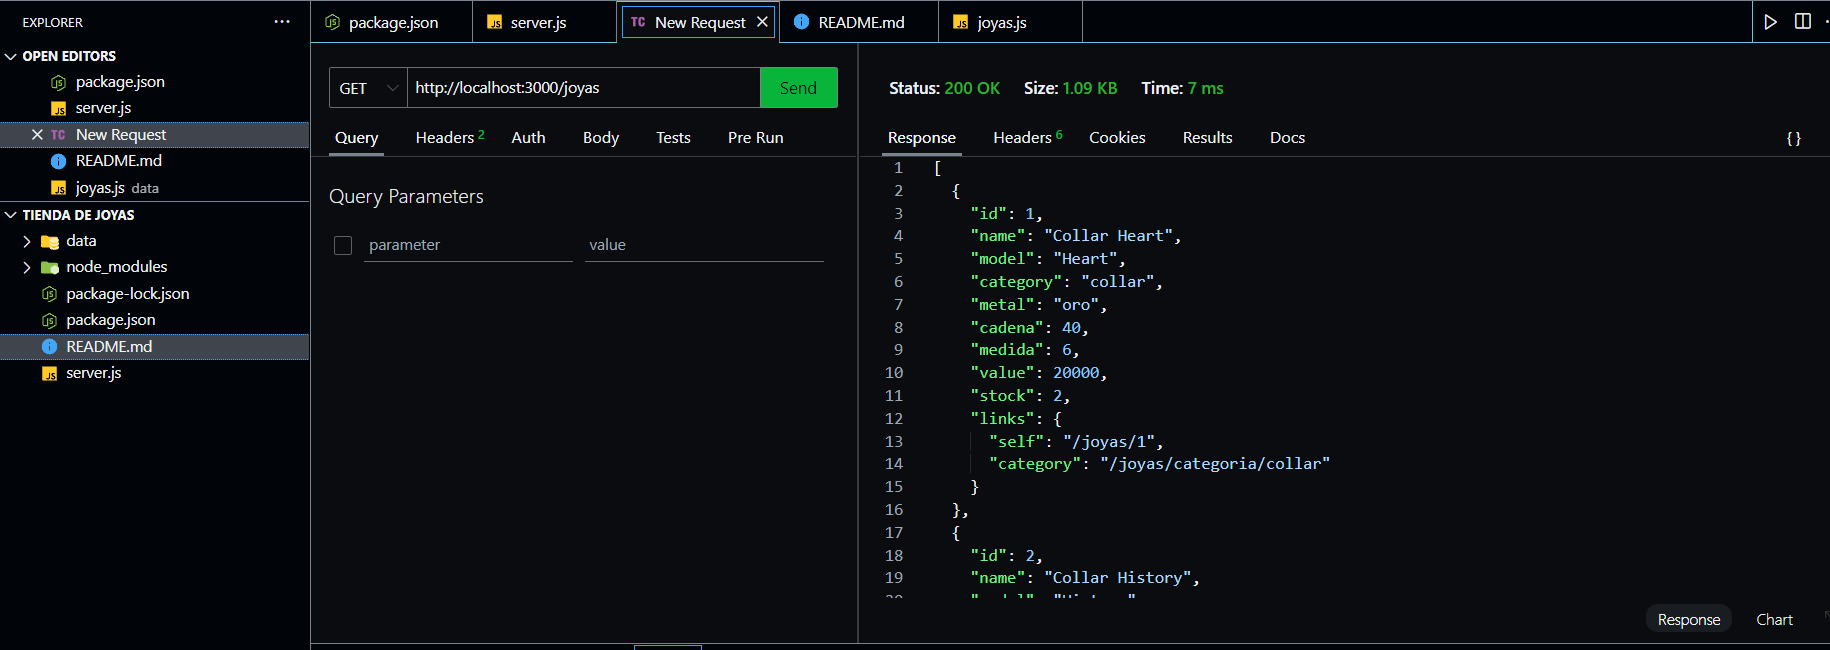 EXPLORER ···
OPEN EDITORS
package.json
server.js
TC New Request
README.md
joyas.js data
TIENDA DE JOYAS
data
node_modules
package-lock.json
package.json
README.md
server.js
package.json
JS server.js
TC New Request
README.md
JS joyas.js
GET http://localhost:3000/joyas Send
Query Headers 2 Auth Body Tests Pre Run
Query Parameters
parameter value
Status: 200 OK Size: 1.09 KB Time: 7 ms
Response Headers 6 Cookies Results Docs {}
1 [
2 {
3 "id": 1,
4 "name": "Collar Heart",
5 "model": "Heart",
6 "category": "collar",
7 "metal": "oro",
8 "cadena": 40,
9 "medida": 6,
10 "value": 20000,
11 "stock": 2,
12 "links": {
13 "self": "/joyas/1",
14 "category": "/joyas/categoria/collar"
15 }
16 },
17 {
18 "id": 2,
19 "name": "Collar History",
Response Chart